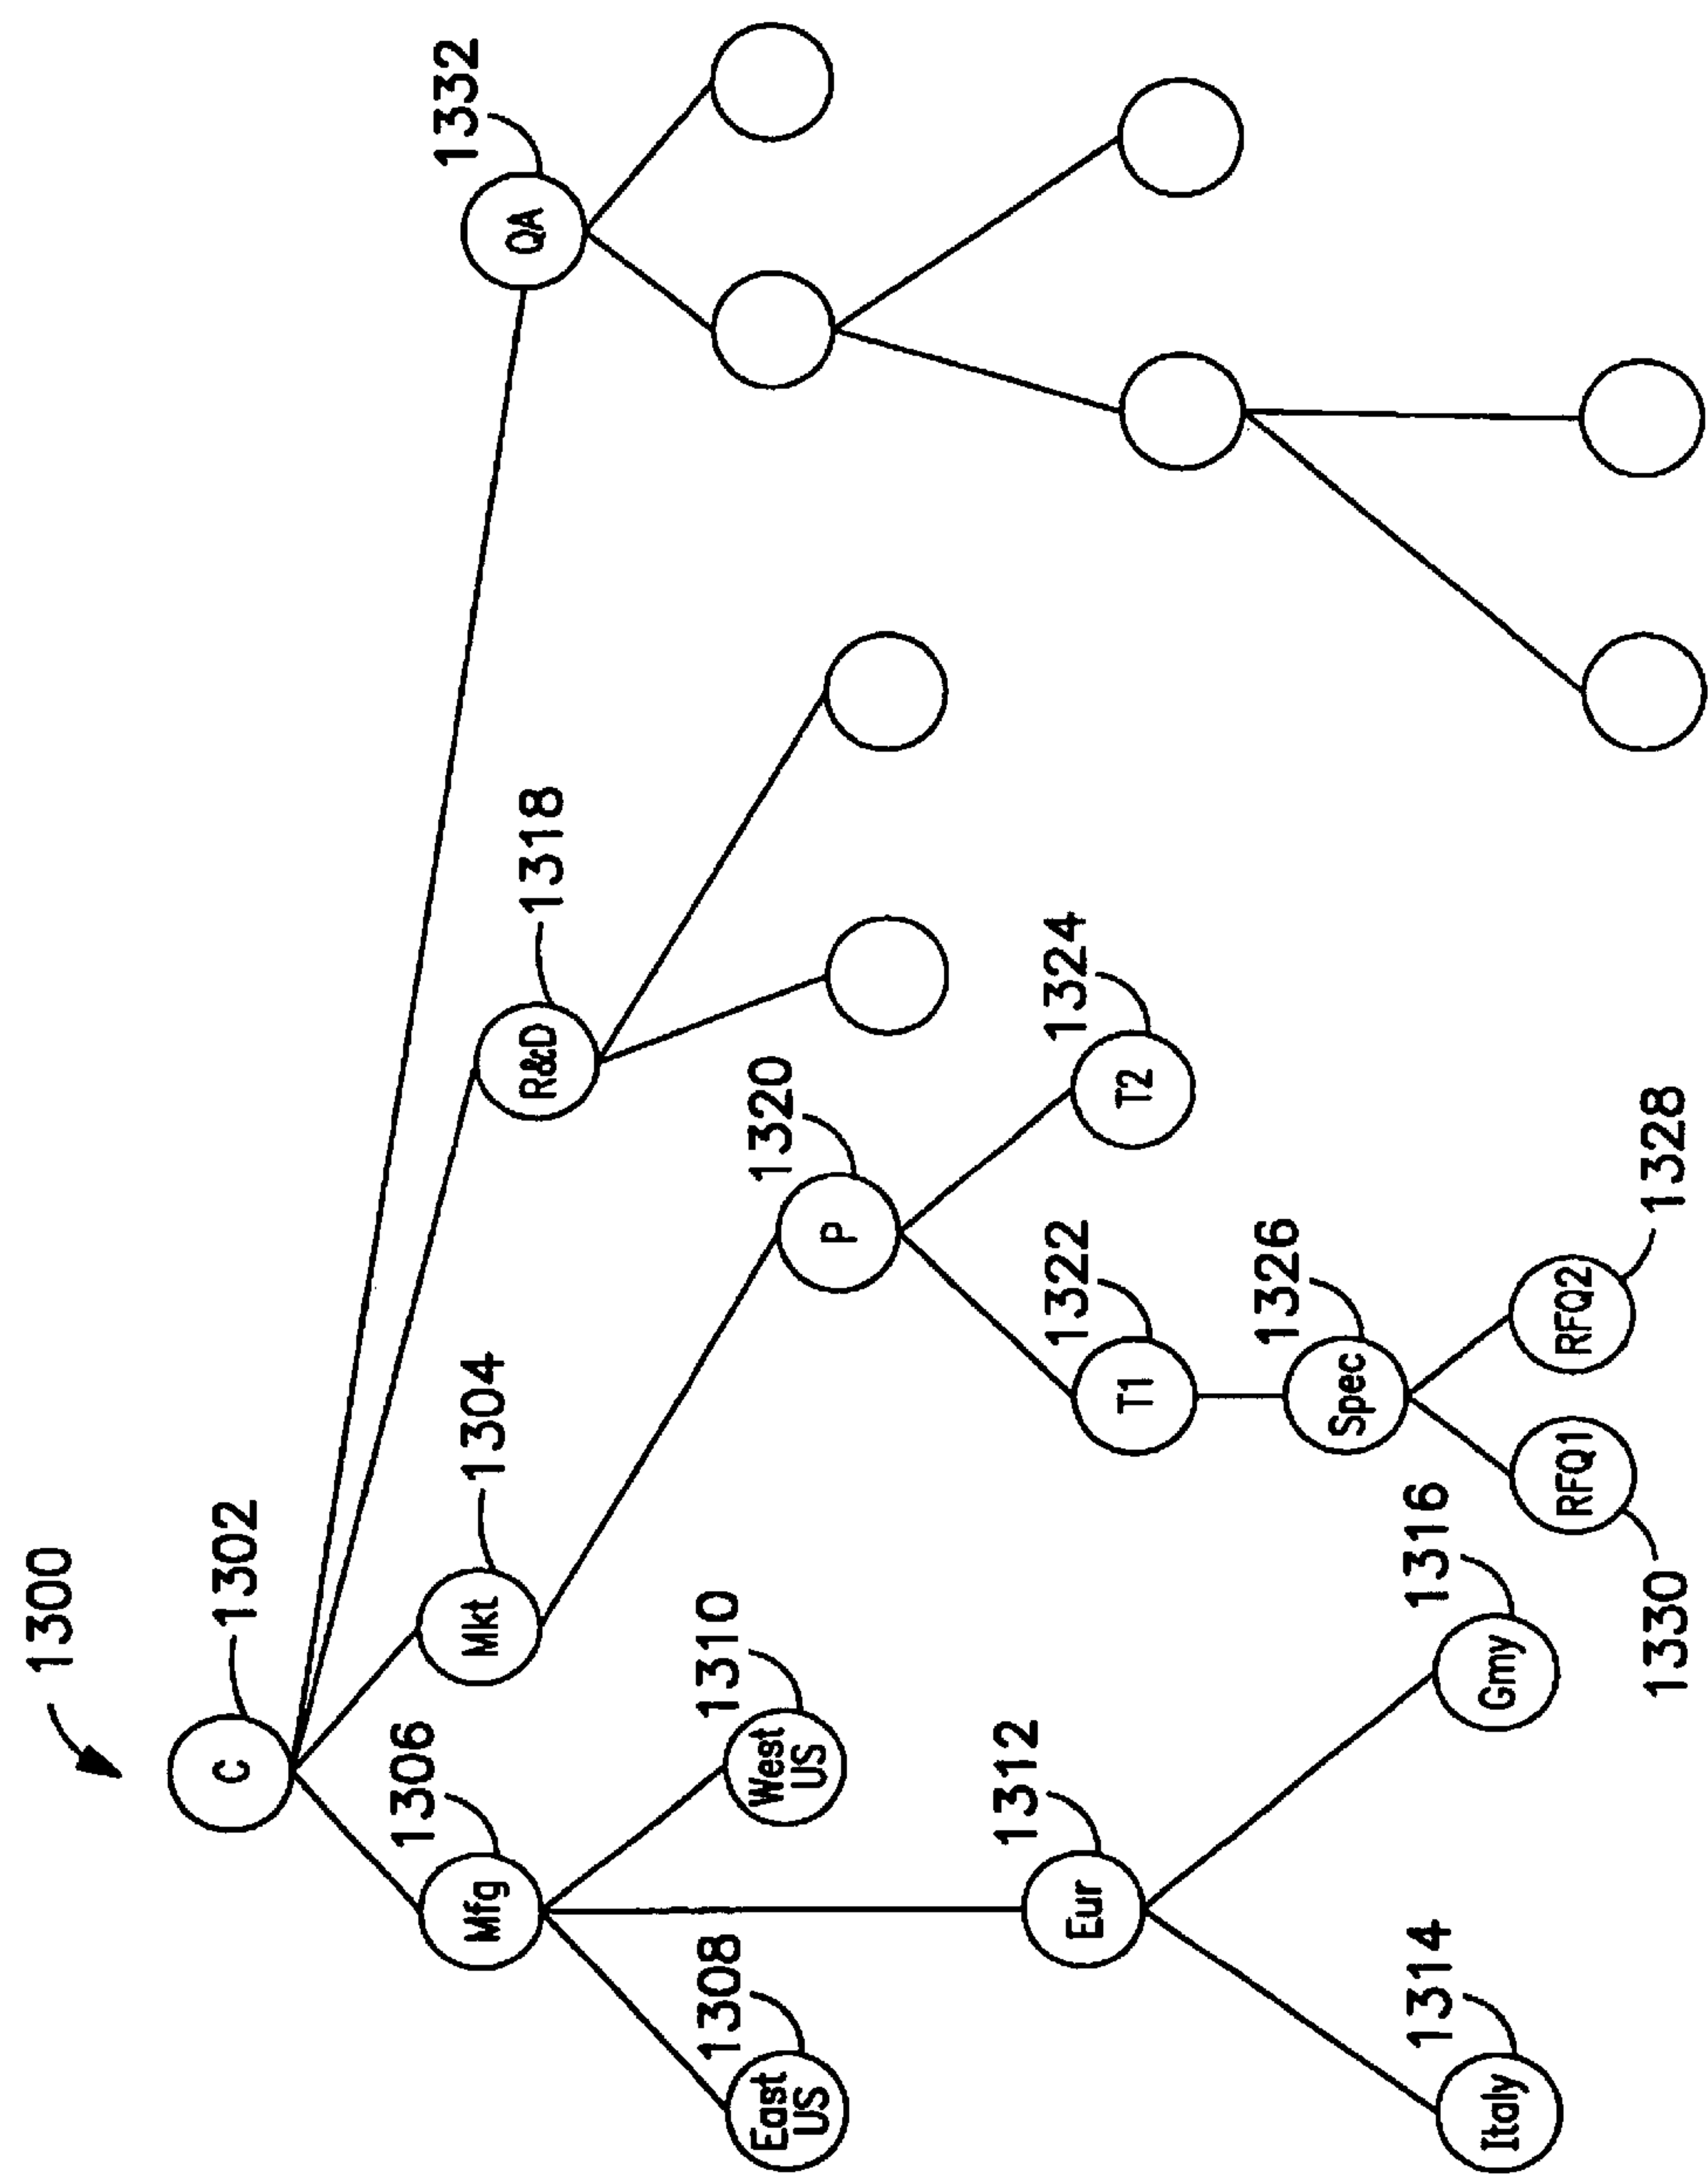 1300
C
1302
Mfg
1306
Mkt
1304
R&D
1318
QA
1332
East
US
1308
West
US
1310
P
1320
Eur
1312
T1
1322
T2
1324
Spec
1326
Italy
1314
Gmy
1316
RFQ1
1330
RFQ2
1328